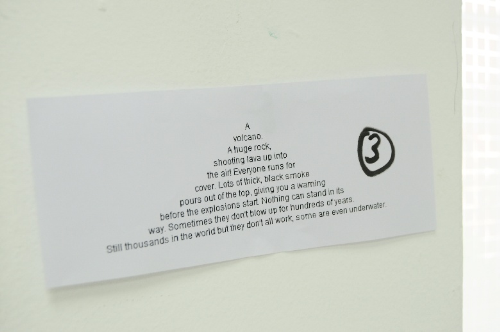 A
volcano.
A huge rock,
shooting lava up into
the air! Everyone runs for
cover. Lots of thick, black smoke
pours out of the top, giving you a warning
before the explosions start. Nothing can stand in its
way. Sometimes they don't blow up for hundreds of years.
Still thousands in the world but they don't all work, some are even underwater.
3